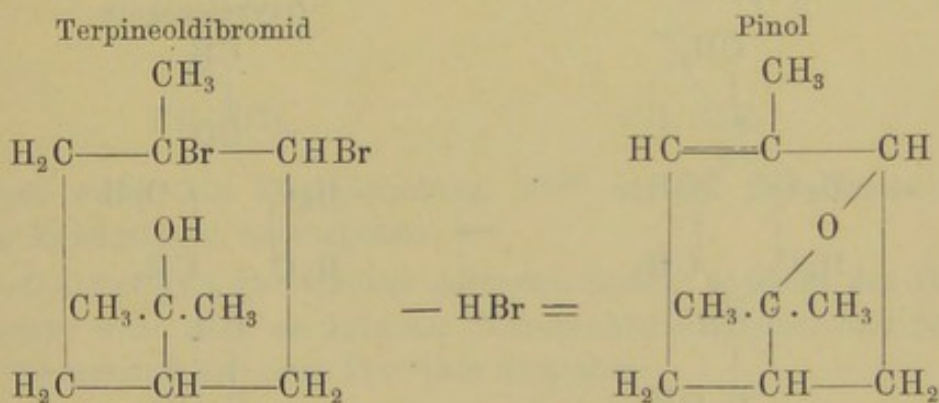 Terpineoldibromid Pinol
CH₃ CH₃
H₂C CBr CHBr HC C CH
OH O
CH₃.C.CH₃ — HBr = CH₃.C.CH₃
H₂C CH CH₂ H₂C CH CH₂